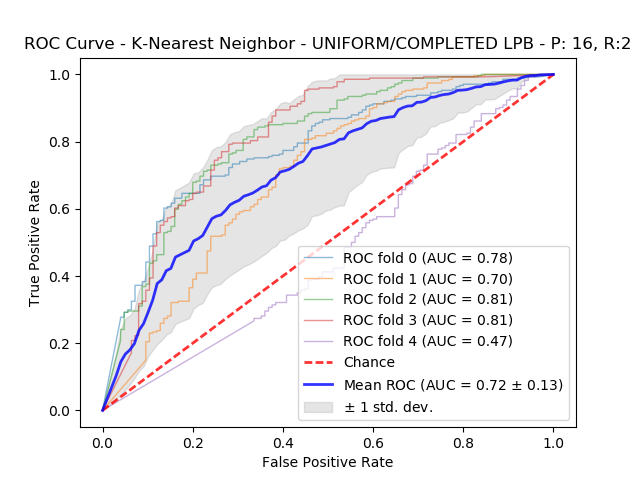 ROC Curve - K-Nearest Neighbor - UNIFORM/COMPLETED LPB - P: 16, R:2
1.0
0.8
0.6
0.4
0.2
0.0
True Positive Rate
ROC fold 0 (AUC = 0.78)
ROC fold 1 (AUC = 0.70)
ROC fold 2 (AUC = 0.81)
ROC fold 3 (AUC = 0.81)
ROC fold 4 (AUC = 0.47)
Chance
Mean ROC (AUC = 0.72 ± 0.13)
± 1 std. dev.
0.0 0.2 0.4 0.6 0.8 1.0
False Positive Rate